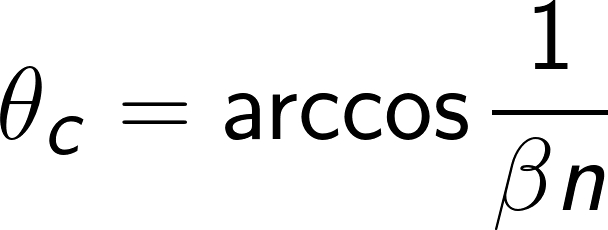 θ_c = arccos 1/(βn)